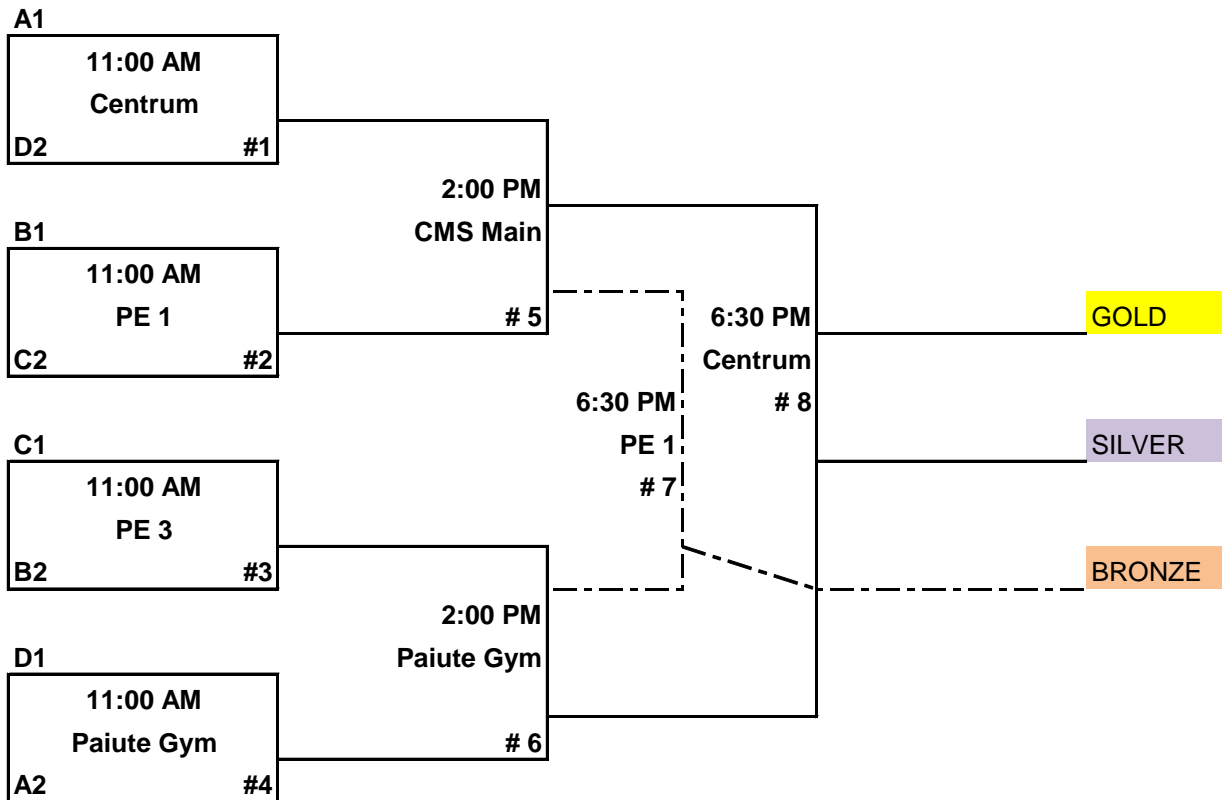 A1
11:00 AM
Centrum
D2 #1
2:00 PM
CMS Main
B1
11:00 AM
PE 1
C2 #2
# 5
6:30 PM
Centrum
# 8
GOLD
6:30 PM
PE 1
# 7
SILVER
C1
11:00 AM
PE 3
B2 #3
BRONZE
2:00 PM
Paiute Gym
D1
11:00 AM
Paiute Gym
A2 #4
# 6